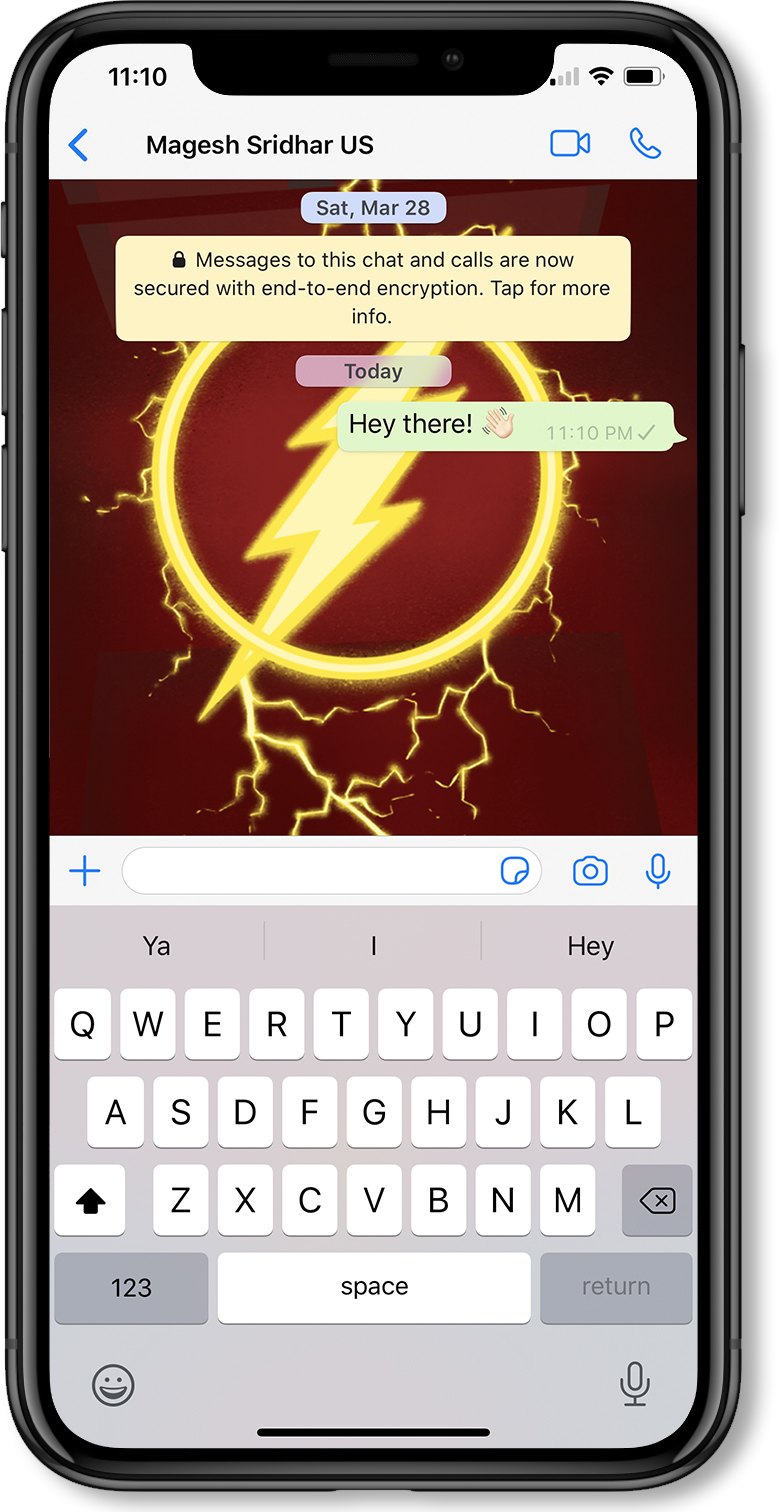 11:10
Magesh Sridhar US
Sat, Mar 28
🔒 Messages to this chat and calls are now
secured with end-to-end encryption. Tap for more
info.
Today
Hey there! 👋🏻 11:10 PM ✓
Ya I Hey
Q W E R T Y U I O P
A S D F G H J K L
Z X C V B N M
123 space return